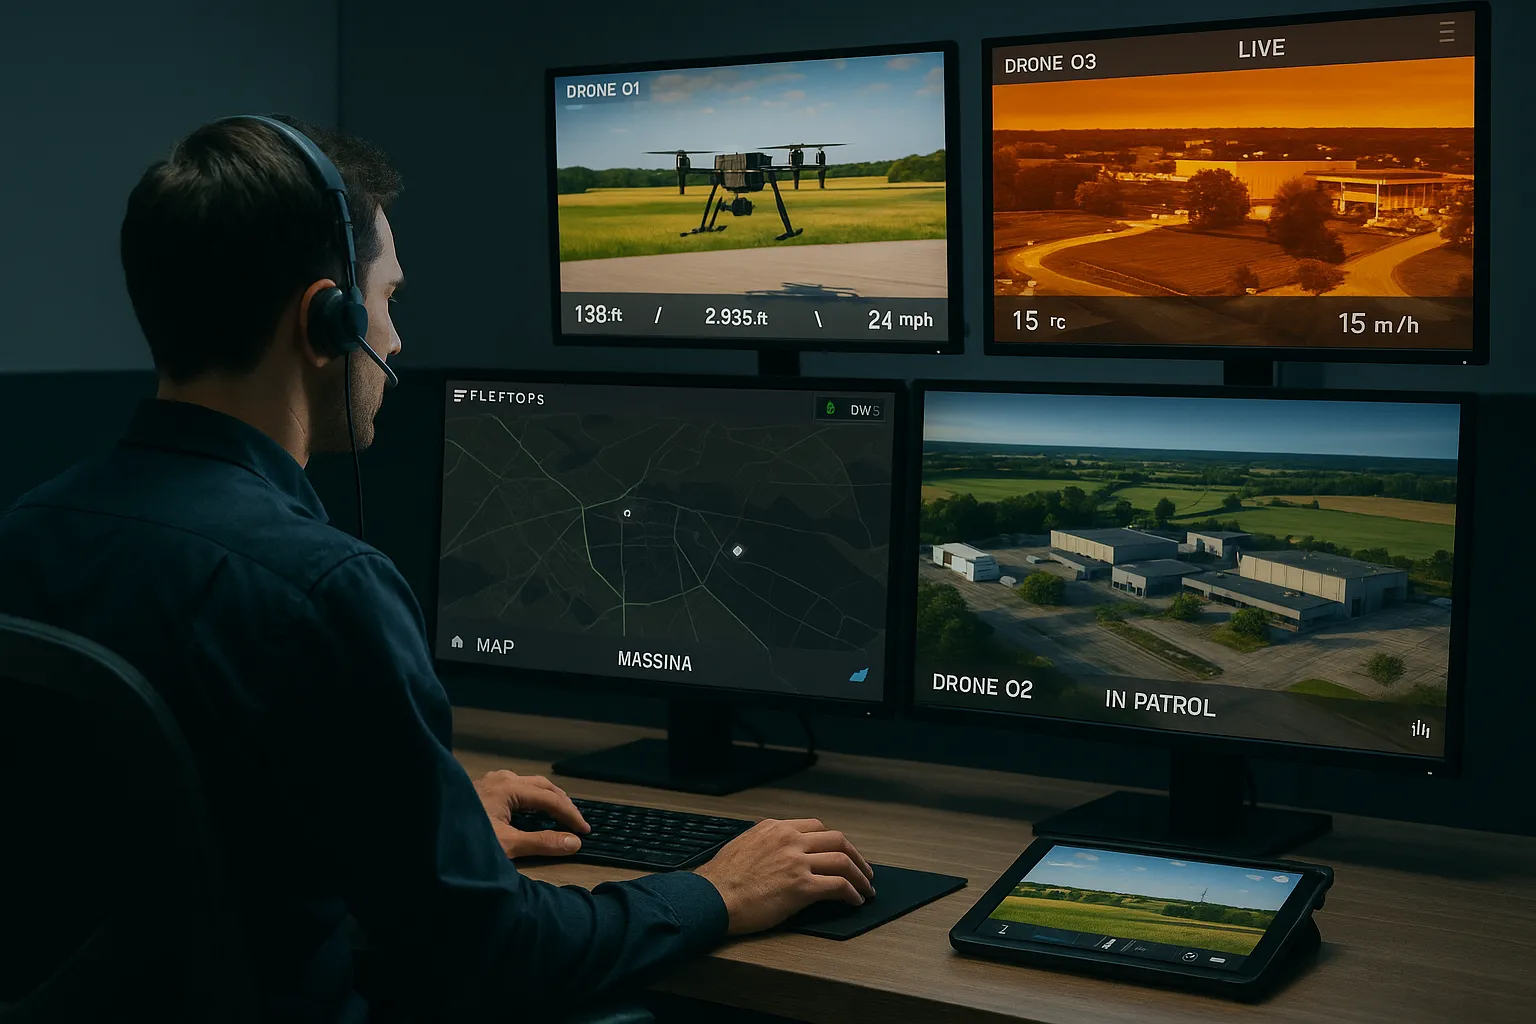 DRONE 01
138:ft / 2.935.ft \ 24 mph
DRONE 03 LIVE
15 rc 15 m/h
FLEFTOPS DW5
MAP MASSINA
DRONE 02 IN PATROL